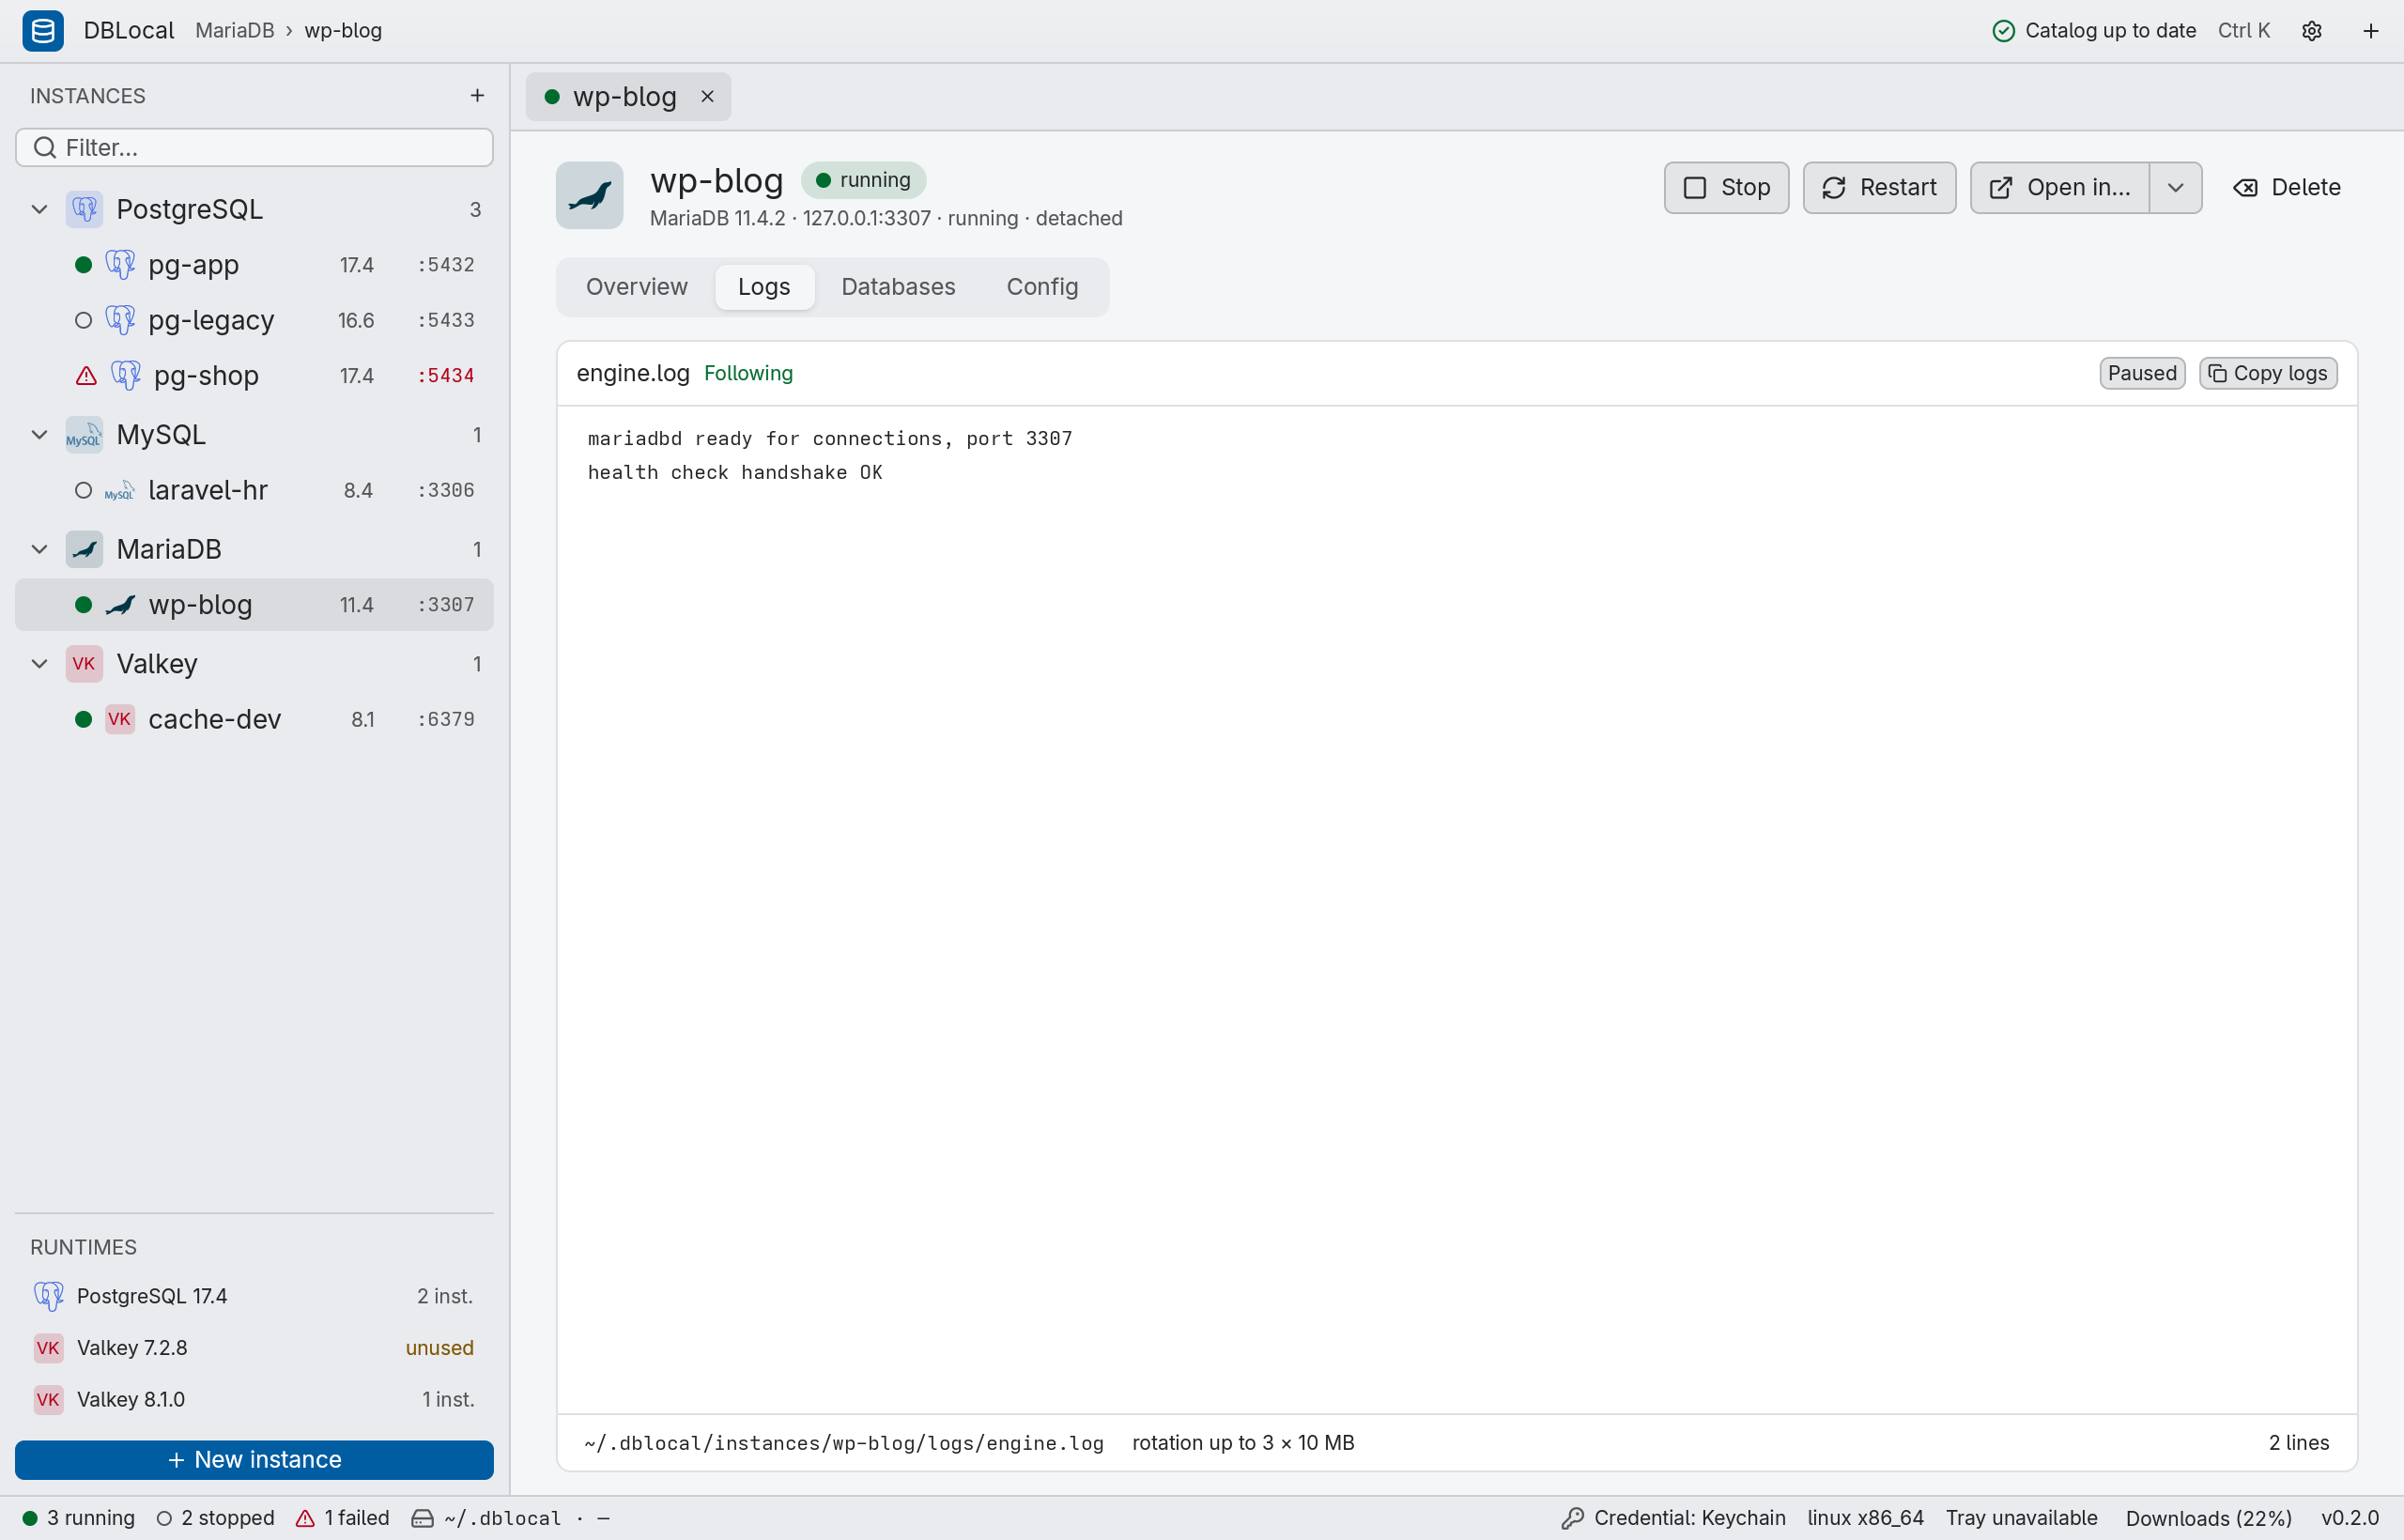 DBLocal MariaDB › wp-blog Catalog up to date Ctrl K
INSTANCES
Filter...
PostgreSQL 3
pg-app 17.4 :5432
pg-legacy 16.6 :5433
pg-shop 17.4 :5434
MySQL MySQL 1
MySQL laravel-hr 8.4 :3306
MariaDB 1
wp-blog 11.4 :3307
VK Valkey 1
VK cache-dev 8.1 :6379
RUNTIMES
PostgreSQL 17.4 2 inst.
VK Valkey 7.2.8 unused
VK Valkey 8.1.0 1 inst.
+ New instance
wp-blog ×
wp-blog running
MariaDB 11.4.2 · 127.0.0.1:3307 · running · detached
Stop Restart Open in... Delete
Overview Logs Databases Config
engine.log Following Paused Copy logs
mariadbd ready for connections, port 3307
health check handshake OK
~/.dblocal/instances/wp-blog/logs/engine.log rotation up to 3 × 10 MB 2 lines
3 running 2 stopped 1 failed ~/.dblocal · — Credential: Keychain linux x86_64 Tray unavailable Downloads (22%) v0.2.0